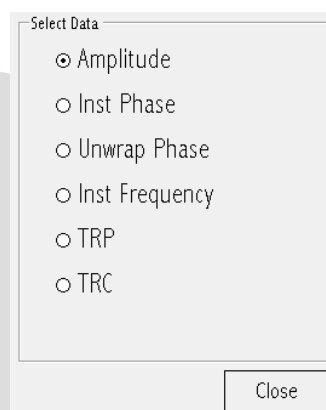 Select Data
Amplitude
Inst Phase
Unwrap Phase
Inst Frequency
TRP
TRC
Close